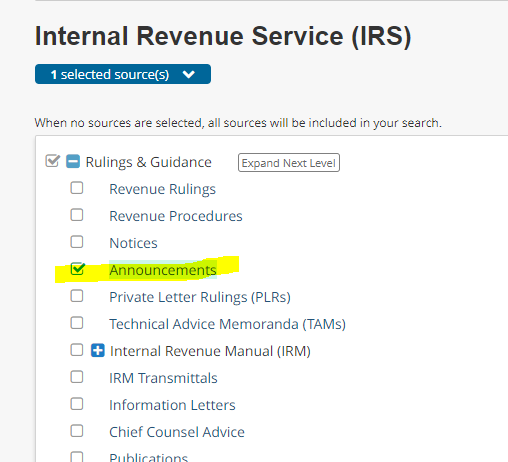 Internal Revenue Service (IRS)
1 selected source(s)
When no sources are selected, all sources will be included in your search.
Rulings & Guidance Expand Next Level
Revenue Rulings
Revenue Procedures
Notices
Announcements
Private Letter Rulings (PLRs)
Technical Advice Memoranda (TAMs)
Internal Revenue Manual (IRM)
IRM Transmittals
Information Letters
Chief Counsel Advice
Publications